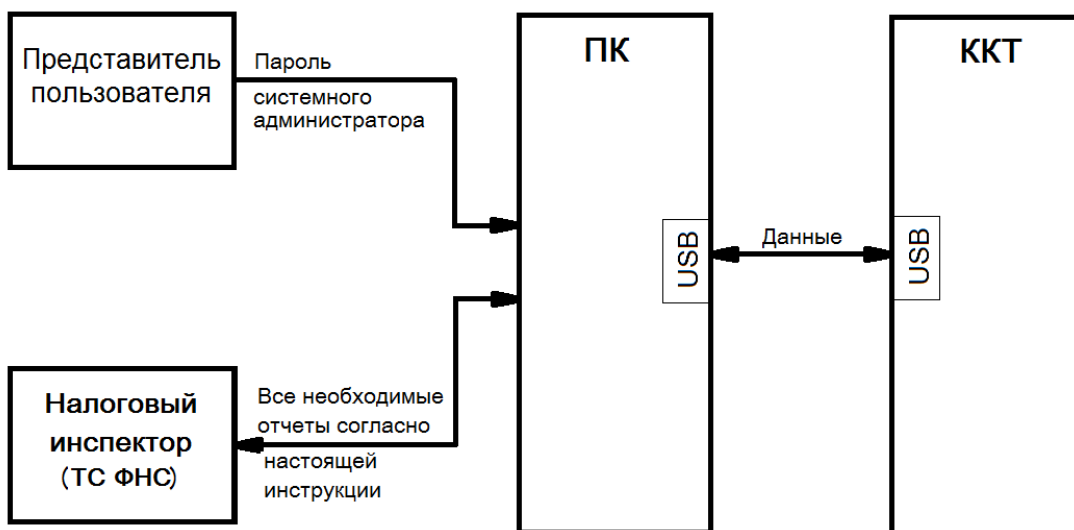 Представитель
пользователя
Пароль
системного
администратора
ПК
ККТ
USB
Данные
USB
Налоговый
инспектор
(ТС ФНС)
Все необходимые
отчеты согласно
настоящей
инструкции